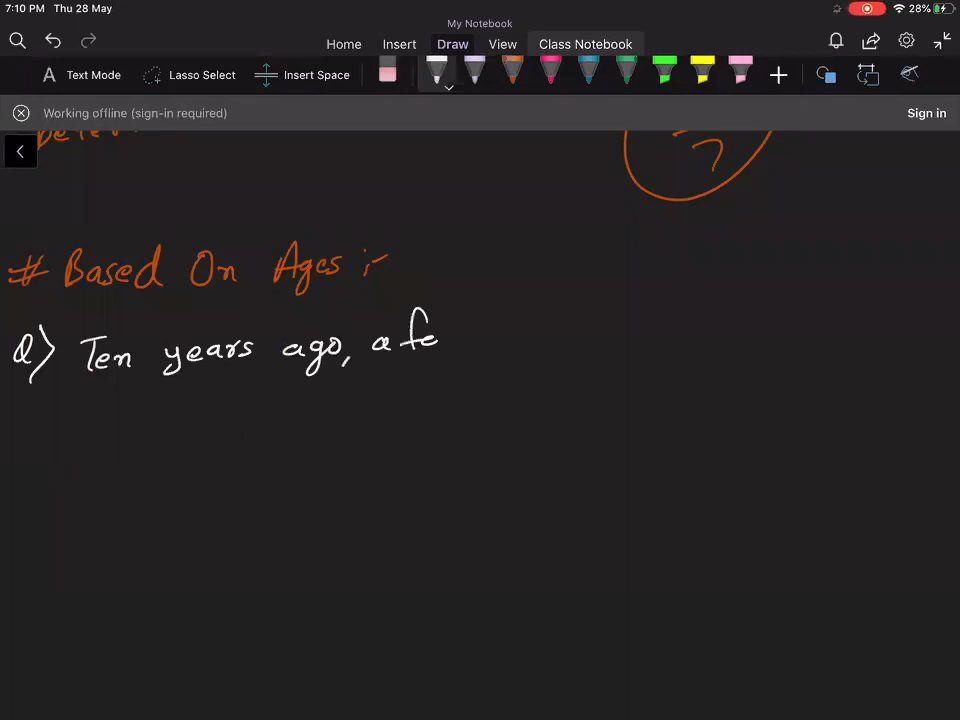 7:10 PM Thu 28 May
28%
My Notebook
Home Insert Draw View Class Notebook
Text Mode Lasso Select Insert Space
Working offline (sign-in required) Sign in
7
# Based On Ages :-
Q) Ten years ago, a fe